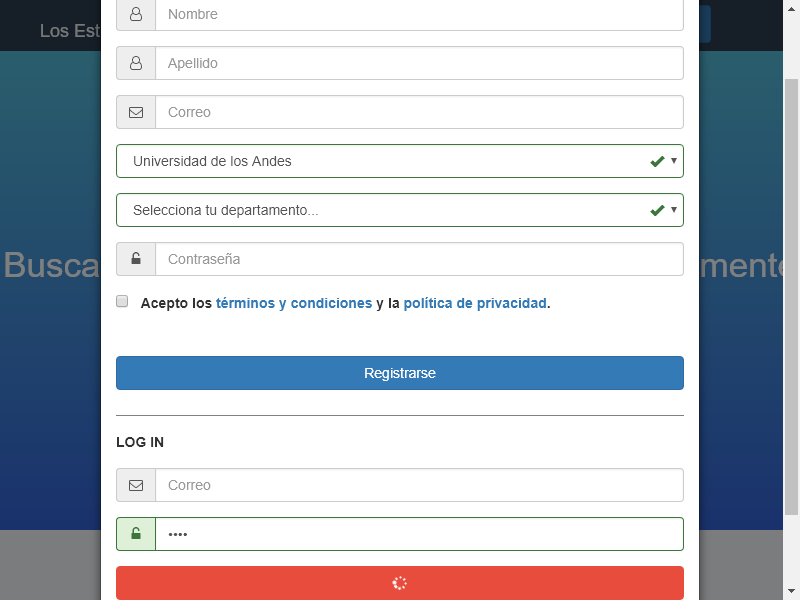 Los Est
Nombre
Apellido
Correo
Universidad de los Andes
Selecciona tu departamento...
Busca
mente
Contraseña
Acepto los términos y condiciones y la política de privacidad.
Registrarse
LOG IN
Correo
••••